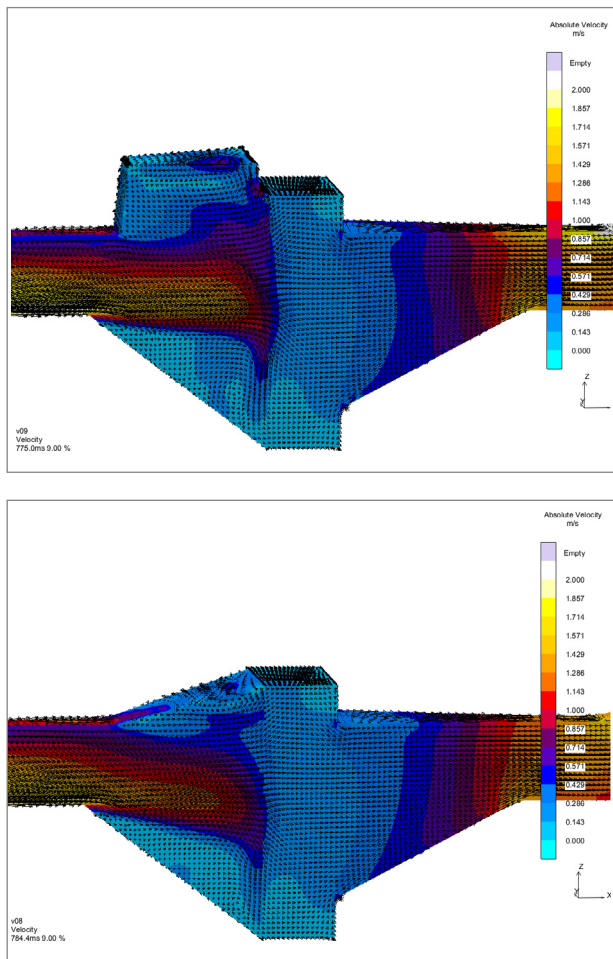 Absolute Velocity
m/s
Empty
2.000
1.857
1.714
1.571
1.429
1.286
1.143
1.000
0.857
0.714
0.571
0.429
0.286
0.143
0.000
Z
Y
v09
Velocity
775.0ms 9.00 %
Absolute Velocity
m/s
Empty
2.000
1.857
1.714
1.571
1.429
1.286
1.143
1.000
0.857
0.714
0.571
0.429
0.286
0.143
0.000
Z
Y X
v08
Velocity
784.4ms 9.00 %